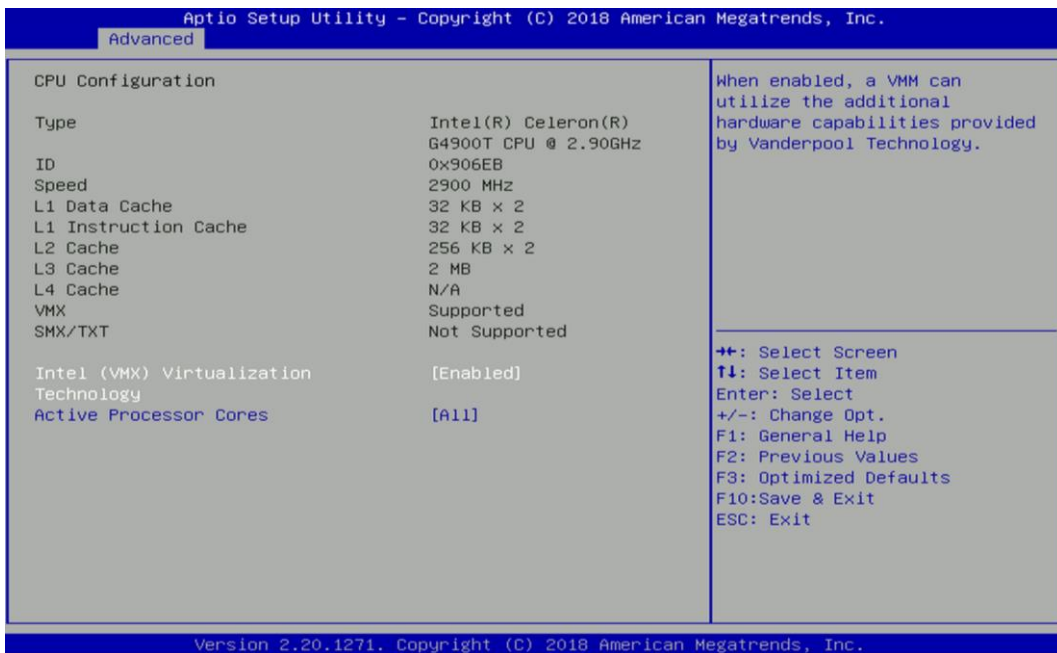 Aptio Setup Utility – Copyright (C) 2018 American Megatrends, Inc.
Advanced
CPU Configuration
Type Intel(R) Celeron(R)
G4900T CPU @ 2.90GHz
ID 0x906EB
Speed 2900 MHz
L1 Data Cache 32 KB x 2
L1 Instruction Cache 32 KB x 2
L2 Cache 256 KB x 2
L3 Cache 2 MB
L4 Cache N/A
VMX Supported
SMX/TXT Not Supported
Intel (VMX) Virtualization [Enabled]
Technology
Active Processor Cores [All]
When enabled, a VMM can
utilize the additional
hardware capabilities provided
by Vanderpool Technology.
→←: Select Screen
↑↓: Select Item
Enter: Select
+/-: Change Opt.
F1: General Help
F2: Previous Values
F3: Optimized Defaults
F10:Save & Exit
ESC: Exit
Version 2.20.1271. Copyright (C) 2018 American Megatrends, Inc.